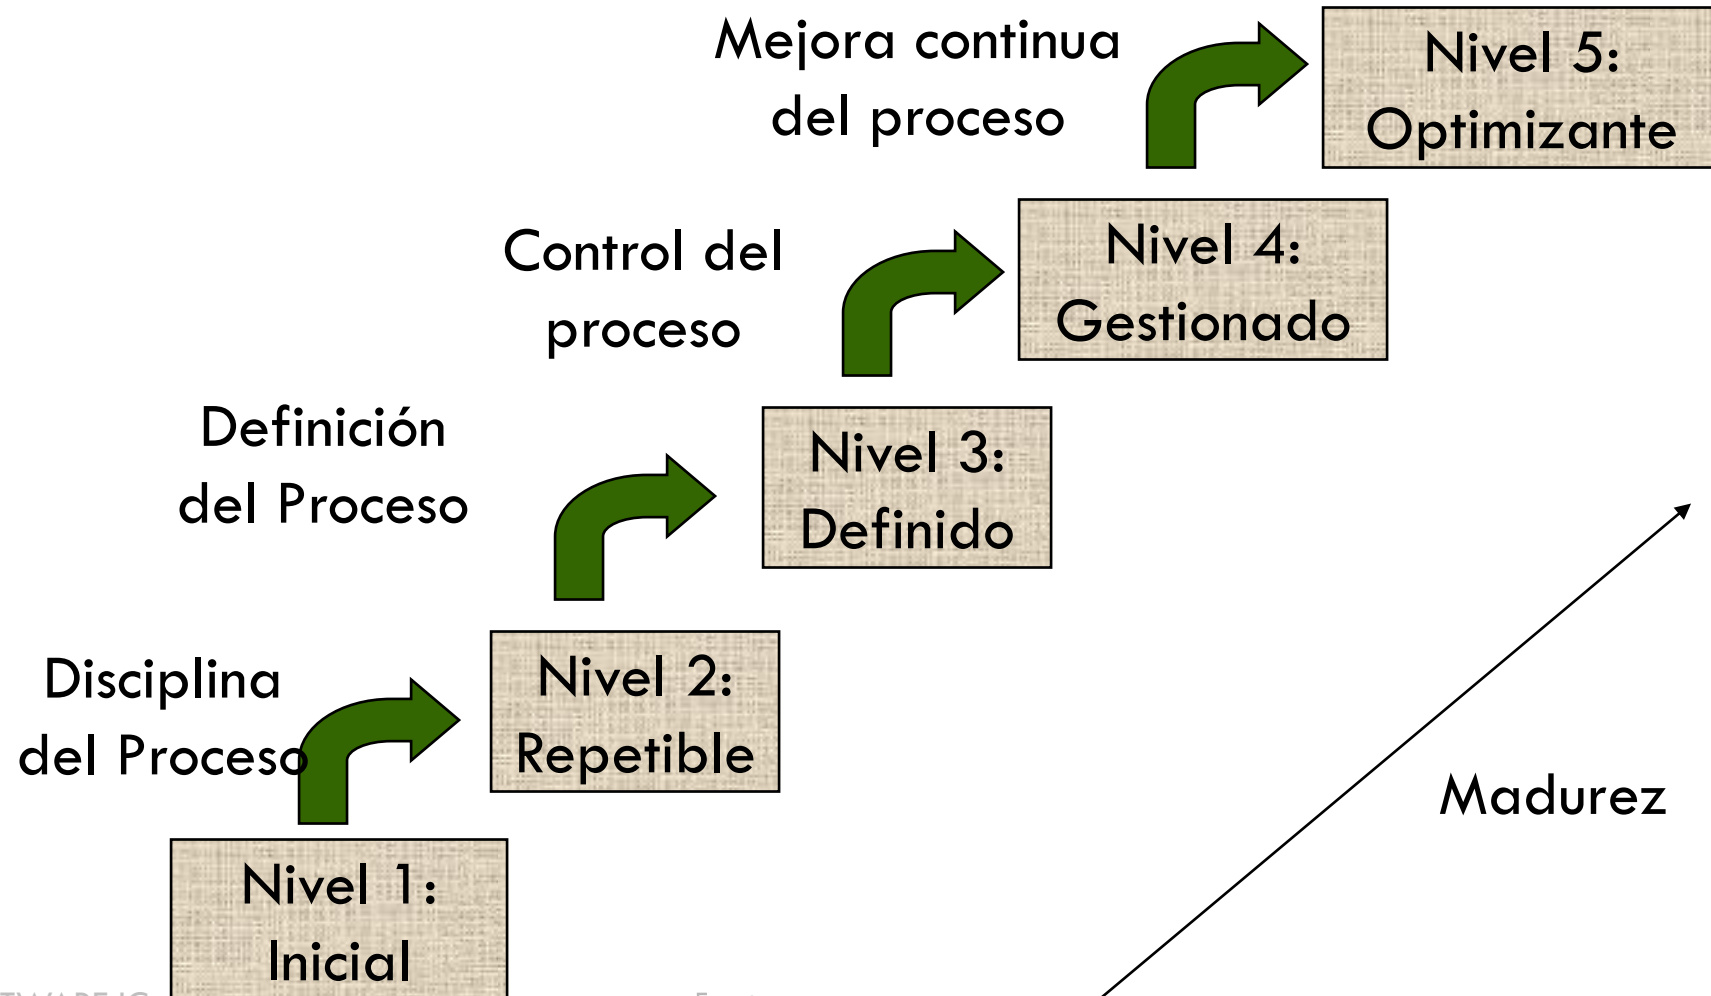 Mejora continua
del proceso
Nivel 5:
Optimizante
Control del
proceso
Nivel 4:
Gestionado
Definición
del Proceso
Nivel 3:
Definido
Disciplina
del Proceso
Nivel 2:
Repetible
Madurez
Nivel 1:
Inicial